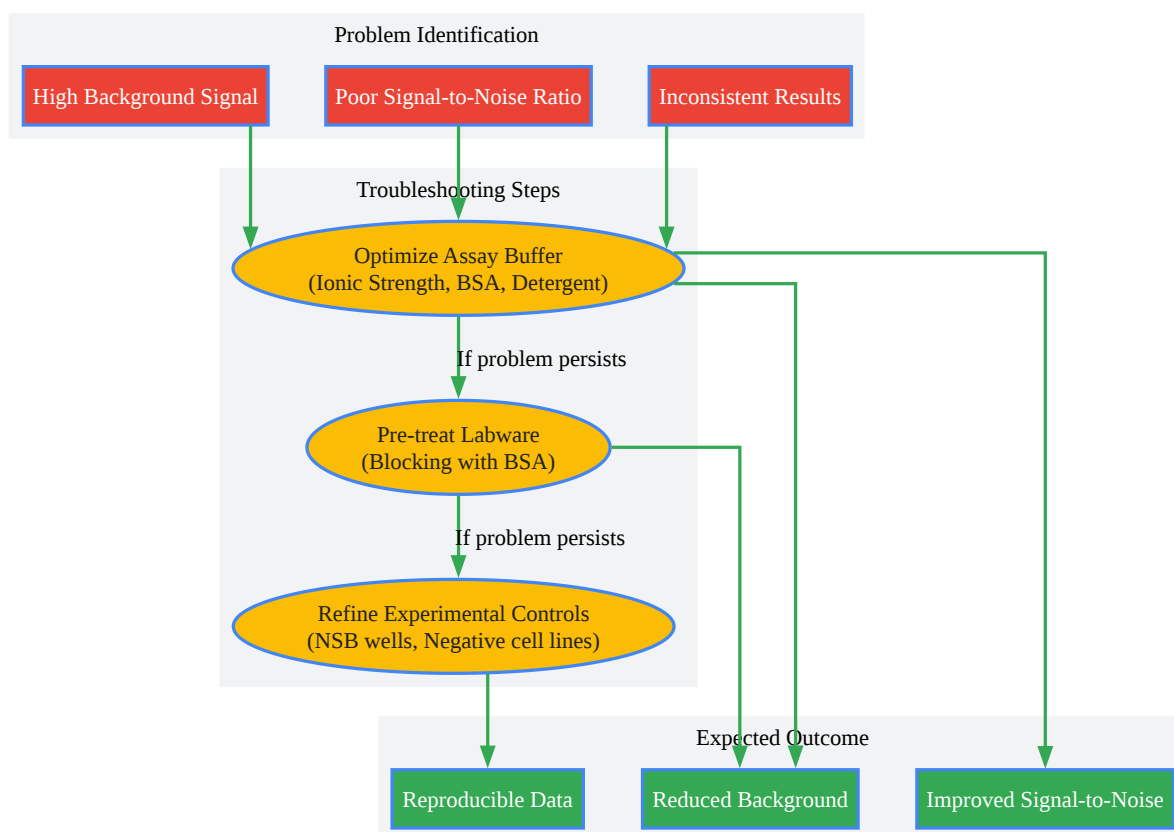 Problem Identification
High Background Signal
Poor Signal-to-Noise Ratio
Inconsistent Results
Troubleshooting Steps
Optimize Assay Buffer
(Ionic Strength, BSA, Detergent)
If problem persists
Pre-treat Labware
(Blocking with BSA)
If problem persists
Refine Experimental Controls
(NSB wells, Negative cell lines)
Expected Outcome
Reproducible Data
Reduced Background
Improved Signal-to-Noise